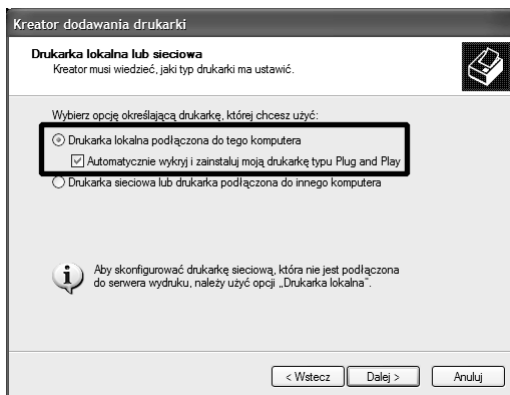 Kreator dodawania drukarki
Drukarka lokalna lub sieciowa
Kreator musi wiedzieć, jaki typ drukarki ma ustawić.
Wybierz opcję określającą drukarkę, której chcesz użyć:
Drukarka lokalna podłączona do tego komputera
Automatycznie wykryj i zainstaluj moją drukarkę typu Plug and Play
Drukarka sieciowa lub drukarka podłączona do innego komputera
Aby skonfigurować drukarkę sieciową, która nie jest podłączona
do serwera wydruku, należy użyć opcji „Drukarka lokalna”.
< Wstecz Dalej > Anuluj